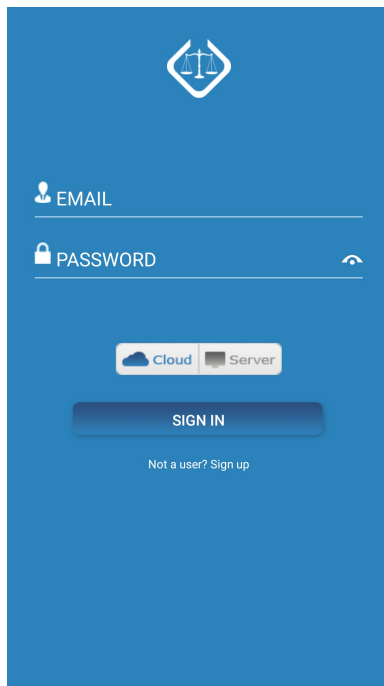 EMAIL
PASSWORD
Cloud Server
SIGN IN
Not a user? Sign up